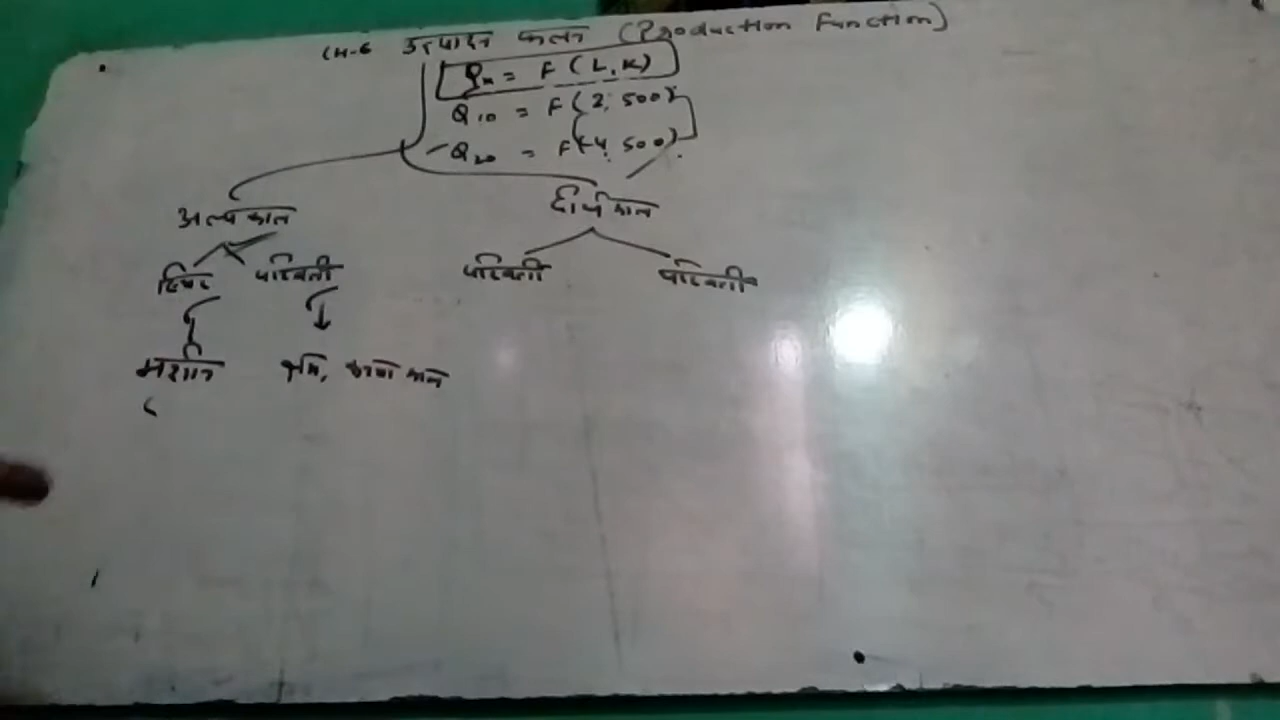 CH-6 उत्पादन फलन (Production Function)
Qx = F (L, K)
Q10 = F (2, 500)
Q20 = F (4, 500)
अल्पकाल दीर्घकाल
स्थिर परिवर्ती परिवर्ती परिवर्ती
मशीन कच्चा माल